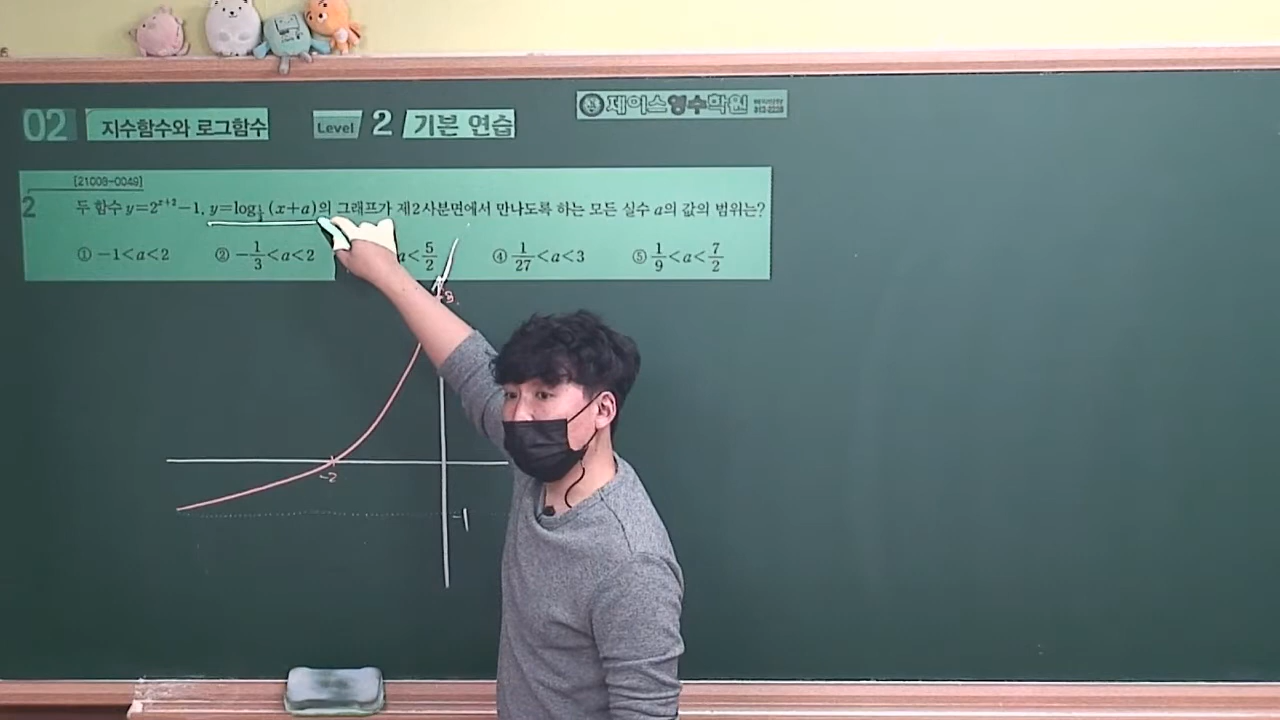 02 지수함수와 로그함수 Level 2 기본 연습
제이스영수학원
[21009-0049]
2 두 함수 y=2^{x+2}-1, y=log (x+a)의 그래프가 제2사분면에서 만나도록 하는 모든 실수 a의 값의 범위는?
① -1<a<2 ② -1/3<a<2 a<5/2 ④ 1/27<a<3 ⑤ 1/9<a<7/2
3
-2
-1